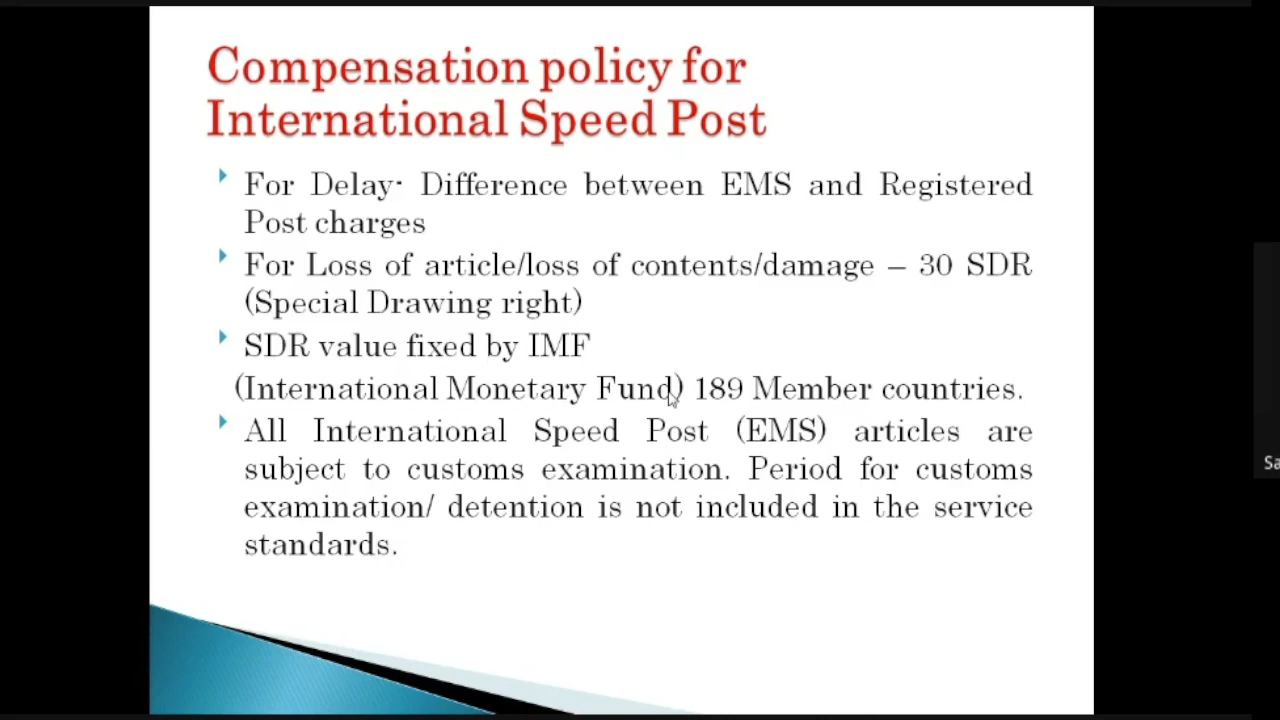 Compensation policy for
International Speed Post
For Delay- Difference between EMS and Registered
Post charges
For Loss of article/loss of contents/damage – 30 SDR
(Special Drawing right)
SDR value fixed by IMF
(International Monetary Fund) 189 Member countries.
All International Speed Post (EMS) articles are
subject to customs examination. Period for customs
examination/ detention is not included in the service
standards.
Sa